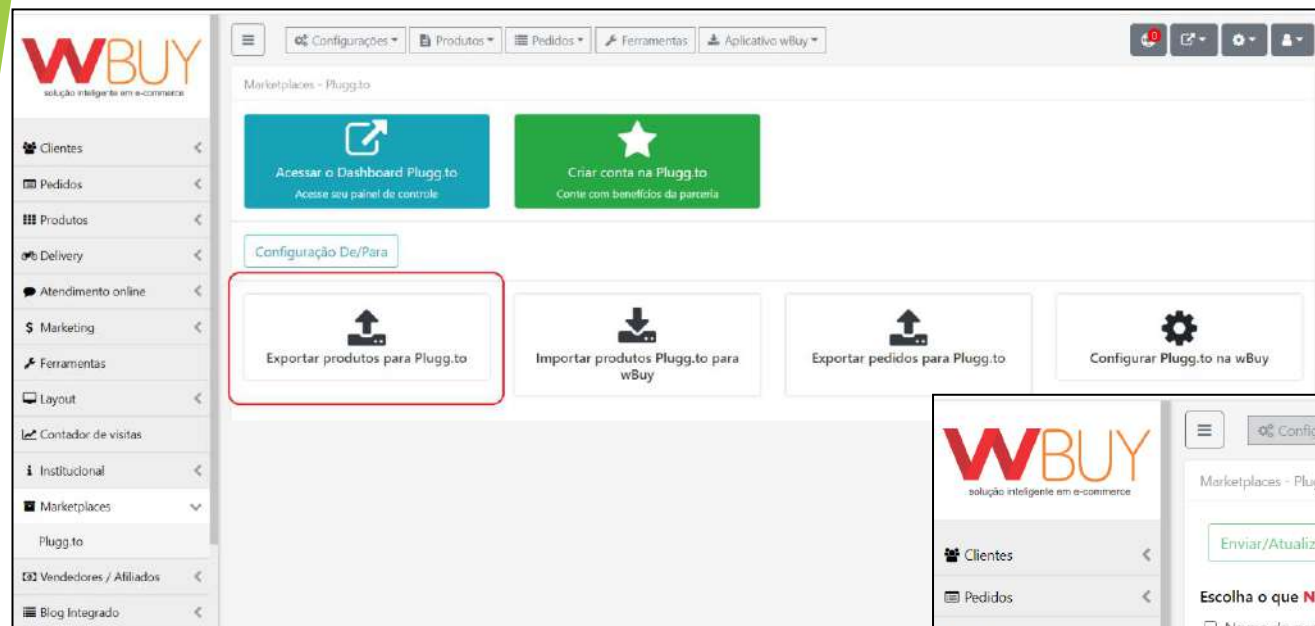 WBUY
solução inteligente em e-commerce
Configurações
Produtos
Pedidos
Ferramentas
Aplicativo wBuy
0
Marketplaces - Plugg.to
Acessar o Dashboard Plugg.to
Acesse seu painel de controle
Criar conta na Plugg.to
Conte com benefícios da parceria
Configuração De/Para
Exportar produtos para Plugg.to
Importar produtos Plugg.to para
wBuy
Exportar pedidos para Plugg.to
Configurar Plugg.to na wBuy
Clientes
Pedidos
Produtos
Delivery
Atendimento online
$ Marketing
Ferramentas
Layout
Contador de visitas
Institucional
Marketplaces
Plugg.to
Vendedores / Afiliados
Blog Integrado
WBUY
solução inteligente em e-commerce
Clientes
Pedidos
Config
Marketplaces - Plu
Enviar/Atualiz
Escolha o que N